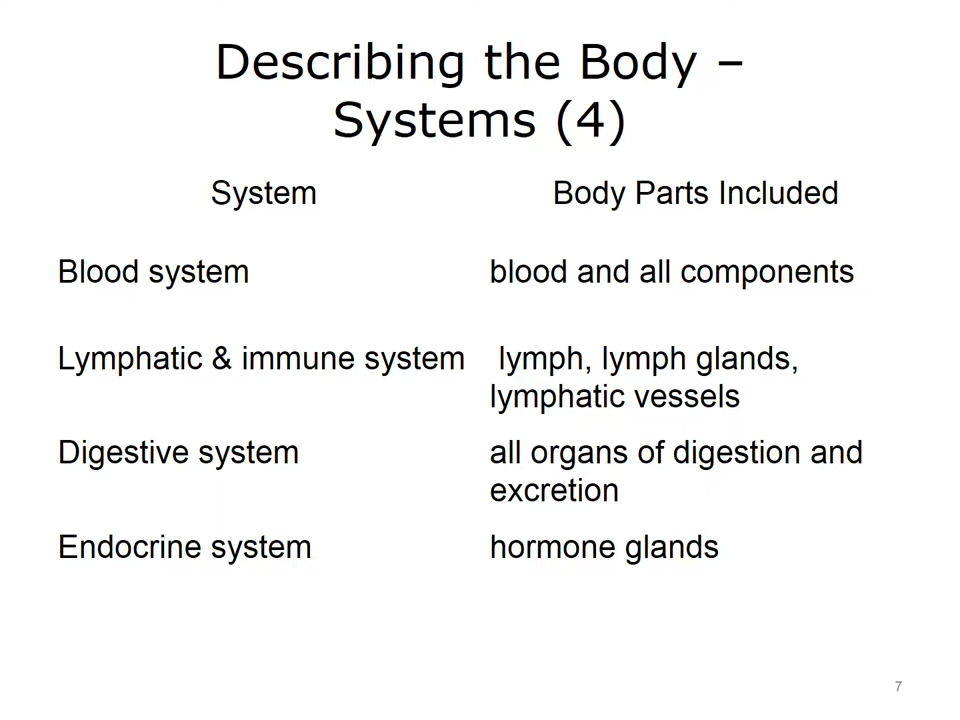 Describing the Body –
Systems (4)
System Body Parts Included
Blood system blood and all components
Lymphatic & immune system lymph, lymph glands,
lymphatic vessels
Digestive system all organs of digestion and
excretion
Endocrine system hormone glands
7